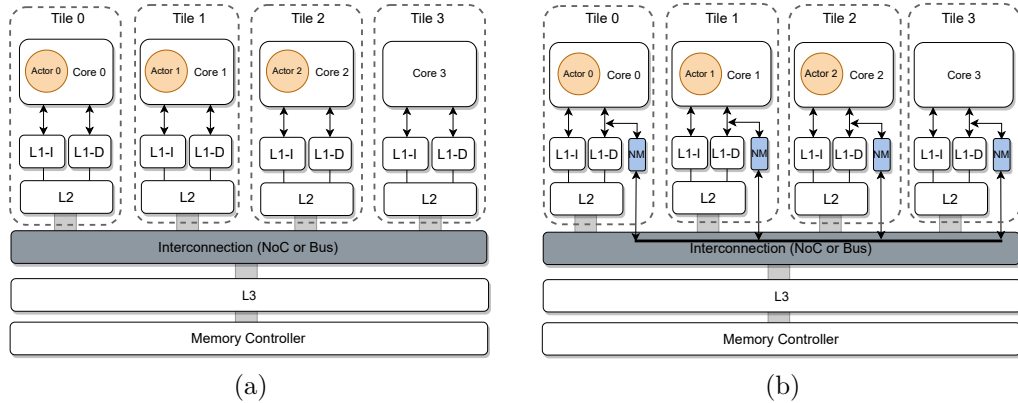 Tile 0 Tile 1 Tile 2 Tile 3
Actor 0 Core 0 Actor 1 Core 1 Actor 2 Core 2 Core 3
L1-I L1-D L1-I L1-D L1-I L1-D L1-I L1-D
L2 L2 L2 L2
Interconnection (NoC or Bus)
L3
Memory Controller
(a)
Tile 0 Tile 1 Tile 2 Tile 3
Actor 0 Core 0 Actor 1 Core 1 Actor 2 Core 2 Core 3
L1-I L1-D NM L1-I L1-D NM L1-I L1-D NM L1-I L1-D NM
L2 L2 L2 L2
Interconnection (NoC or Bus)
L3
Memory Controller
(b)